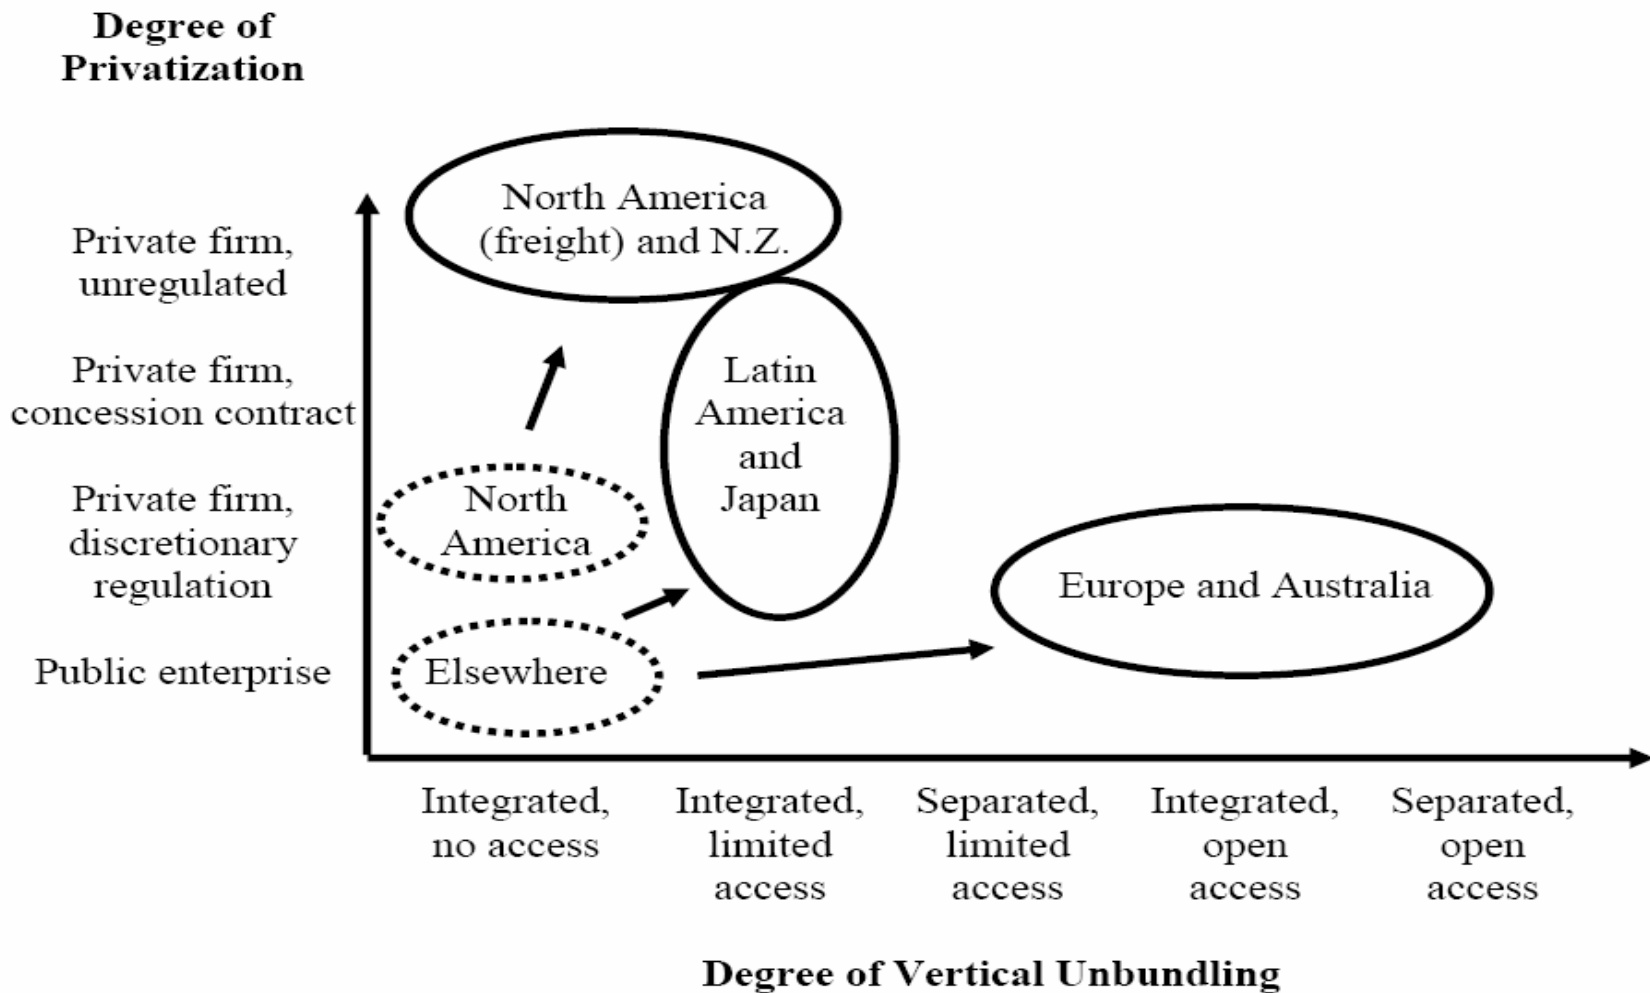 Degree of
Privatization
North America
(freight) and N.Z.
Private firm,
unregulated
Private firm,
concession contract
Latin
America
and
Japan
Private firm,
discretionary
regulation
North
America
Europe and Australia
Public enterprise
Elsewhere
Integrated,
no access
Integrated,
limited
access
Separated,
limited
access
Integrated,
open
access
Separated,
open
access
Degree of Vertical Unbundling